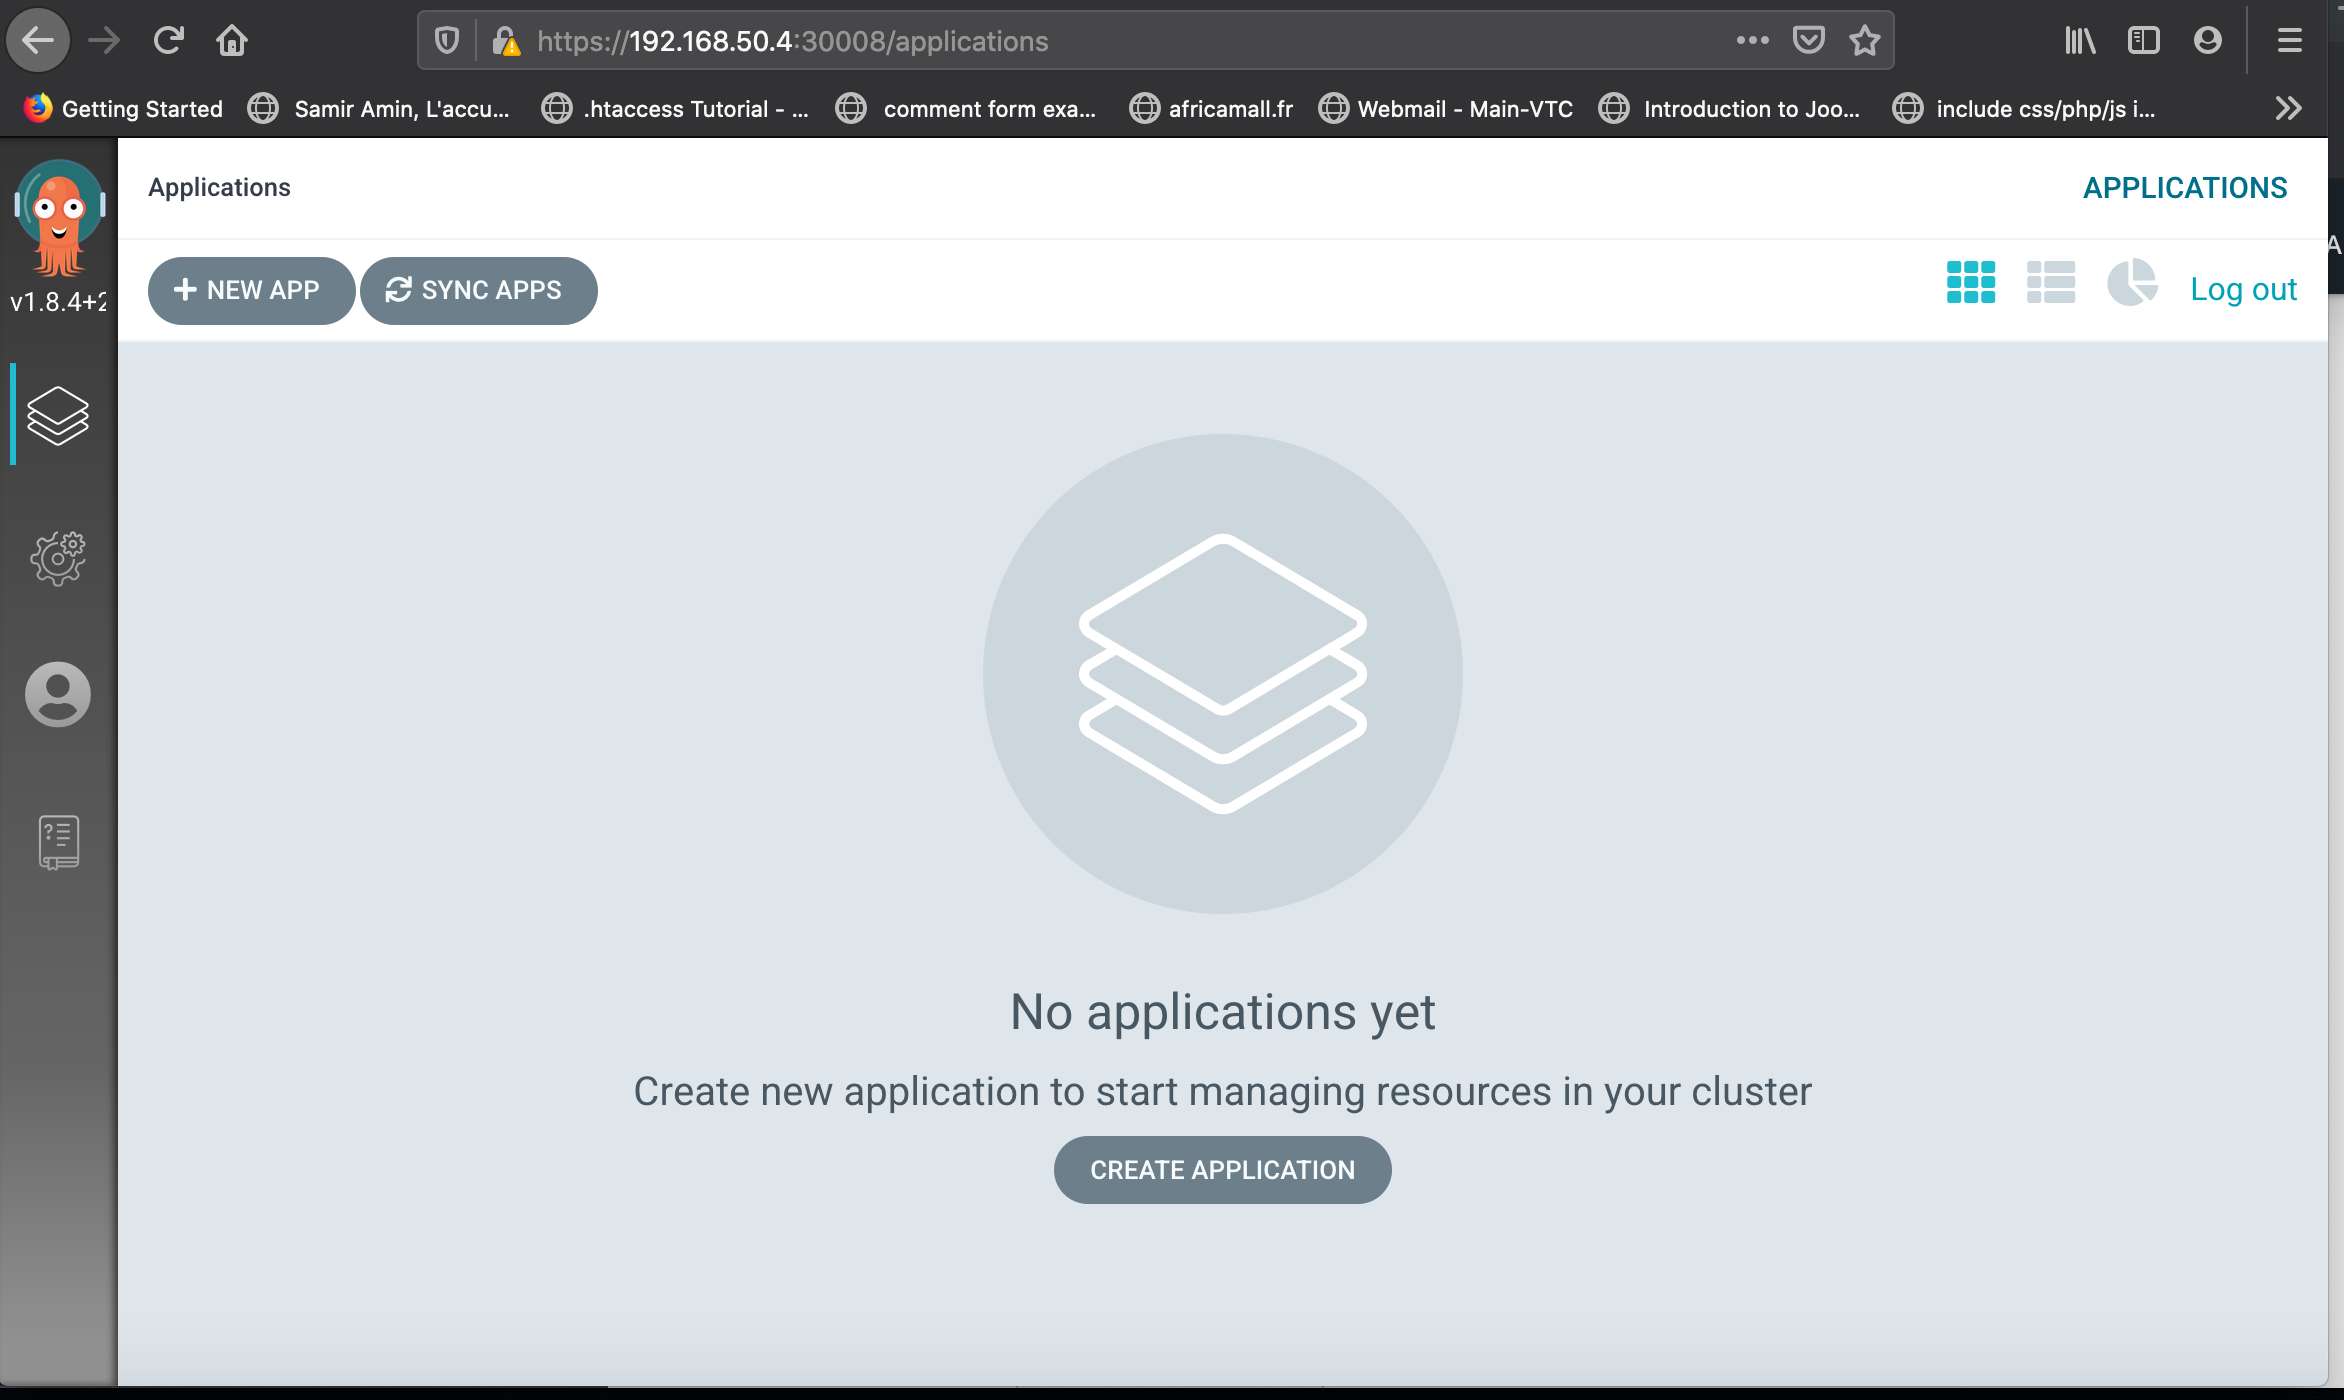 https://192.168.50.4:30008/applications
Getting Started Samir Amin, L'accu... .htaccess Tutorial - ... comment form exa... africamall.fr Webmail - Main-VTC Introduction to Joo... include css/php/js i...
Applications APPLICATIONS
v1.8.4+2
NEW APP SYNC APPS Log out
No applications yet
Create new application to start managing resources in your cluster
CREATE APPLICATION